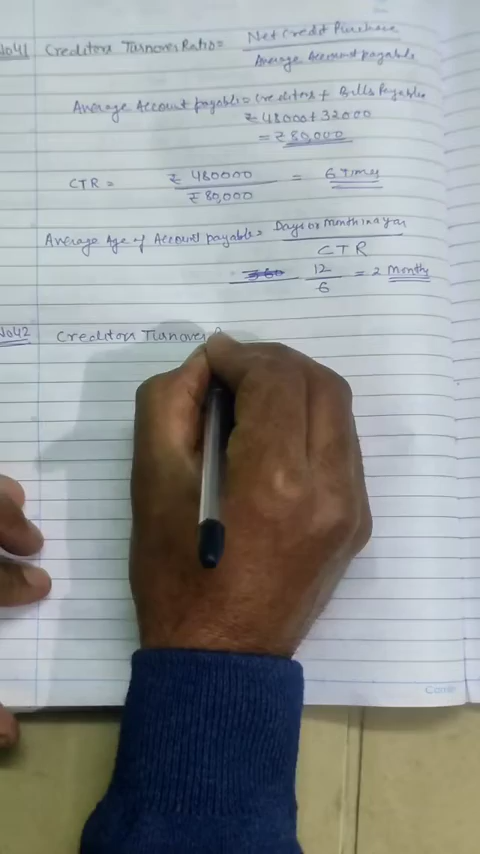 No41 Creditors Turnover Ratio = Net Credit Purchase
Average Account payable
Average Account payable = Creditors + Bills Payable
₹ 48000 + 32000
= ₹ 80,000
CTR = ₹ 480000 = 6 Times
₹ 80,000
Average Age of Account payable = Days or Month in a year
CTR
360 12 = 2 Month
6
No42 Creditors Turnover